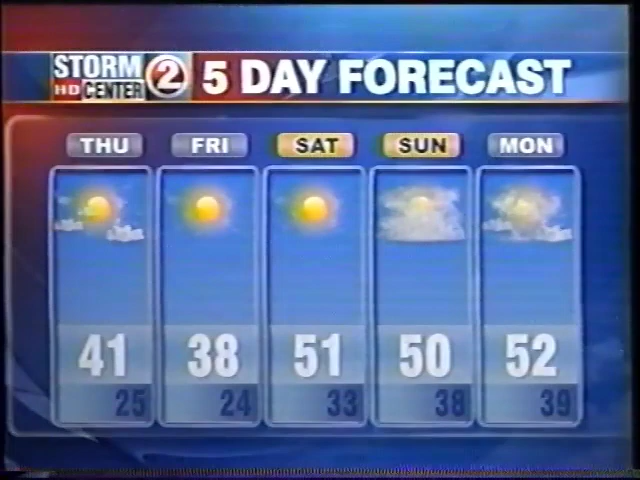 STORM
HD CENTER 2
5 DAY FORECAST
THU FRI SAT SUN MON
41 38 51 50 52
25 24 33 38 39